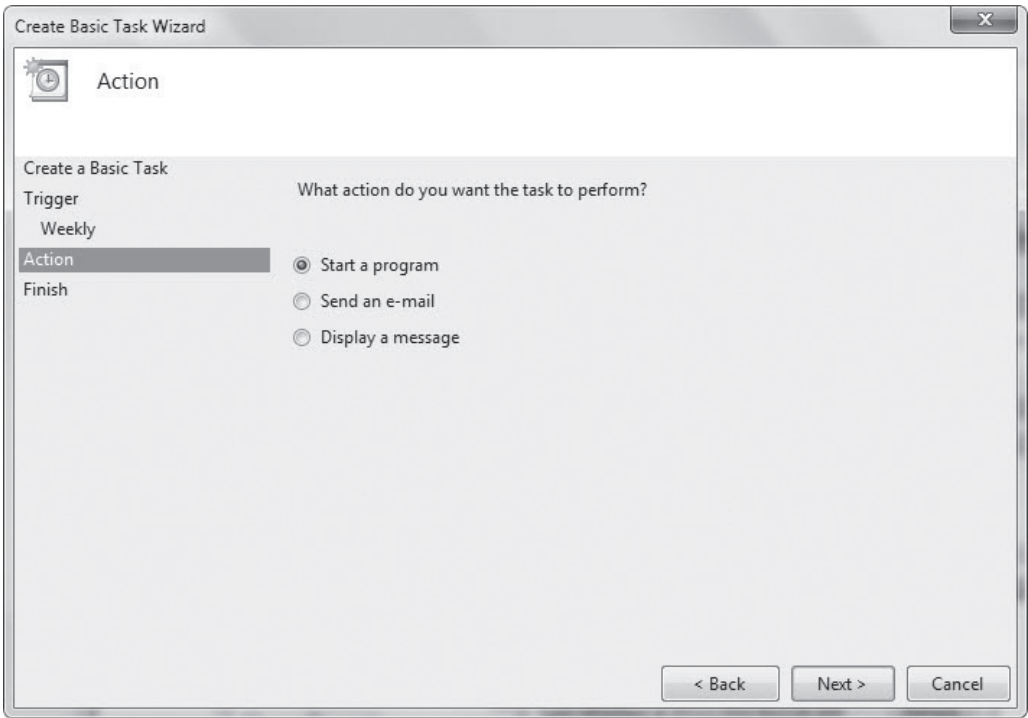 Create Basic Task Wizard
Action
Create a Basic Task
Trigger
Weekly
Action
Finish
What action do you want the task to perform?
Start a program
Send an e-mail
Display a message
< Back
Next >
Cancel